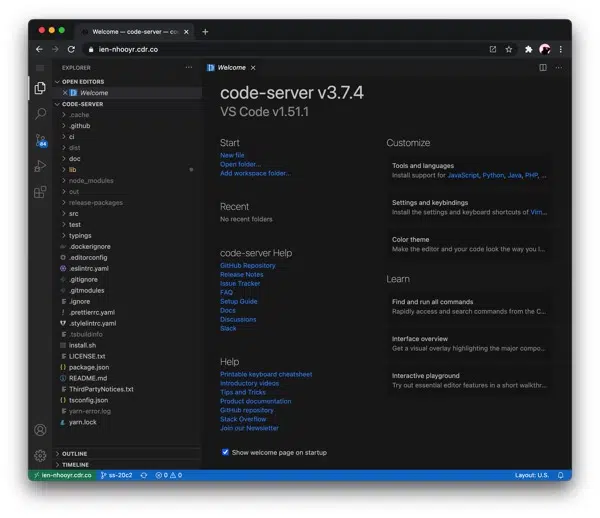 Welcome — code-server — co
ien-nhooyr.cdr.co
EXPLORER
OPEN EDITORS
Welcome
CODE-SERVER
.cache
.github
ci
dist
doc
lib
node_modules
out
release-packages
src
test
typings
.dockerignore
.editorconfig
.eslintrc.yaml
.gitignore
.gitmodules
.ignore
.prettierrc.yaml
.stylelintrc.yaml
.tsbuildinfo
install.sh
LICENSE.txt
package.json
README.md
ThirdPartyNotices.txt
tsconfig.json
yarn-error.log
yarn.lock
OUTLINE
TIMELINE
84
Welcome
code-server v3.7.4
VS Code v1.51.1
Start
New file
Open folder...
Add workspace folder...
Recent
No recent folders
code-server Help
GitHub Repository
Release Notes
Issue Tracker
FAQ
Setup Guide
Docs
Discussions
Slack
Help
Printable keyboard cheatsheet
Introductory videos
Tips and Tricks
Product documentation
GitHub repository
Stack Overflow
Join our Newsletter
Show welcome page on startup
Customize
Tools and languages
Install support for JavaScript, Python, Java, PHP, ...
Settings and keybindings
Install the settings and keyboard shortcuts of Vim...
Color theme
Make the editor and your code look the way you l...
Learn
Find and run all commands
Rapidly access and search commands from the C...
Interface overview
Get a visual overlay highlighting the major compo...
Interactive playground
Try out essential editor features in a short walkthr...
ien-nhooyr.cdr.co
ss-20c2
0
0
Layout: U.S.